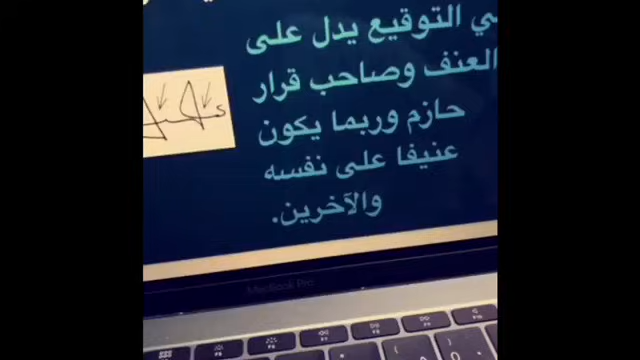 ي التوقيع يدل على
العنف وصاحب قرار
حازم وربما يكون
عنيفا على نفسه
والآخرين.
MacBook Pro